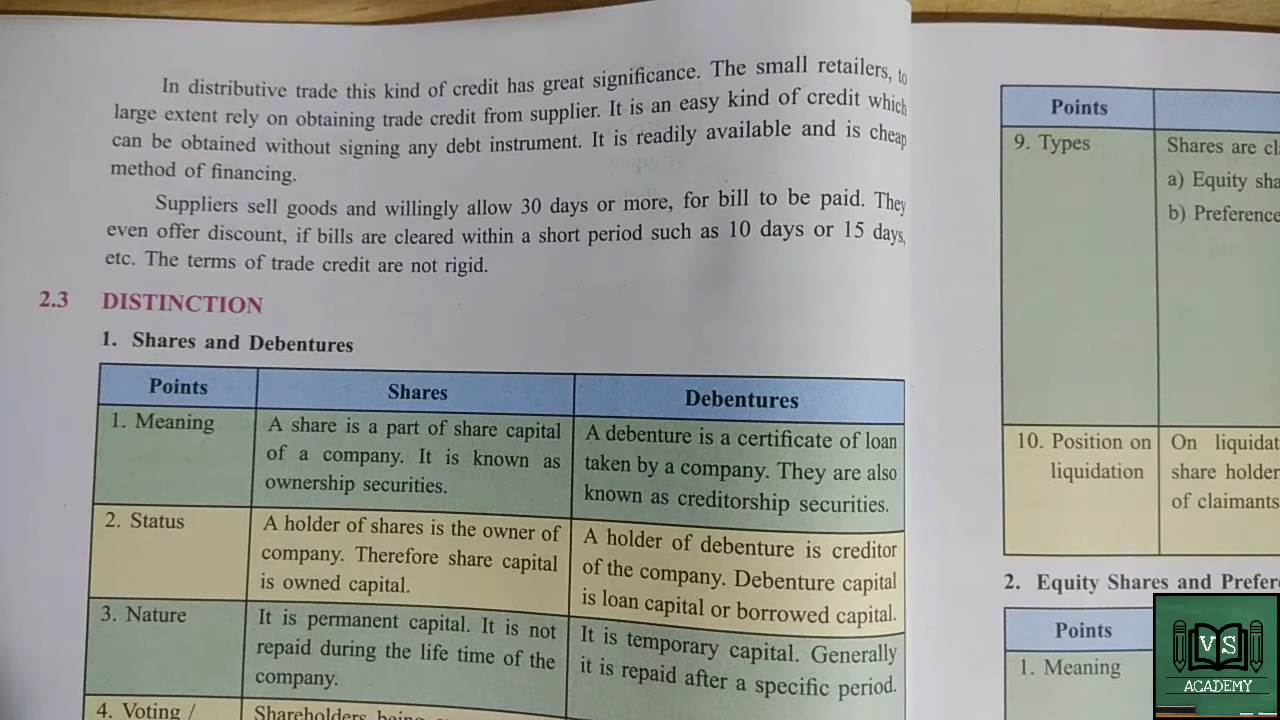 In distributive trade this kind of credit has great significance. The small retailers, to
large extent rely on obtaining trade credit from supplier. It is an easy kind of credit which
can be obtained without signing any debt instrument. It is readily available and is cheap
method of financing.
Suppliers sell goods and willingly allow 30 days or more, for bill to be paid. They
even offer discount, if bills are cleared within a short period such as 10 days or 15 days,
etc. The terms of trade credit are not rigid.
2.3 DISTINCTION
1. Shares and Debentures
Points Shares Debentures
1. Meaning
A share is a part of share capital
of a company. It is known as
ownership securities.
A debenture is a certificate of loan
taken by a company. They are also
known as creditorship securities.
2. Status
A holder of shares is the owner of
company. Therefore share capital
is owned capital.
A holder of debenture is creditor
of the company. Debenture capital
is loan capital or borrowed capital.
3. Nature
It is permanent capital. It is not
repaid during the life time of the
company.
It is temporary capital. Generally
it is repaid after a specific period.
4. Voting /
Shareholders being
Points
9. Types
Shares are cl
a) Equity sha
b) Preference
10. Position on
liquidation
On liquidat
share holder
of claimants
2. Equity Shares and Prefer
Points
1. Meaning
VS
ACADEMY